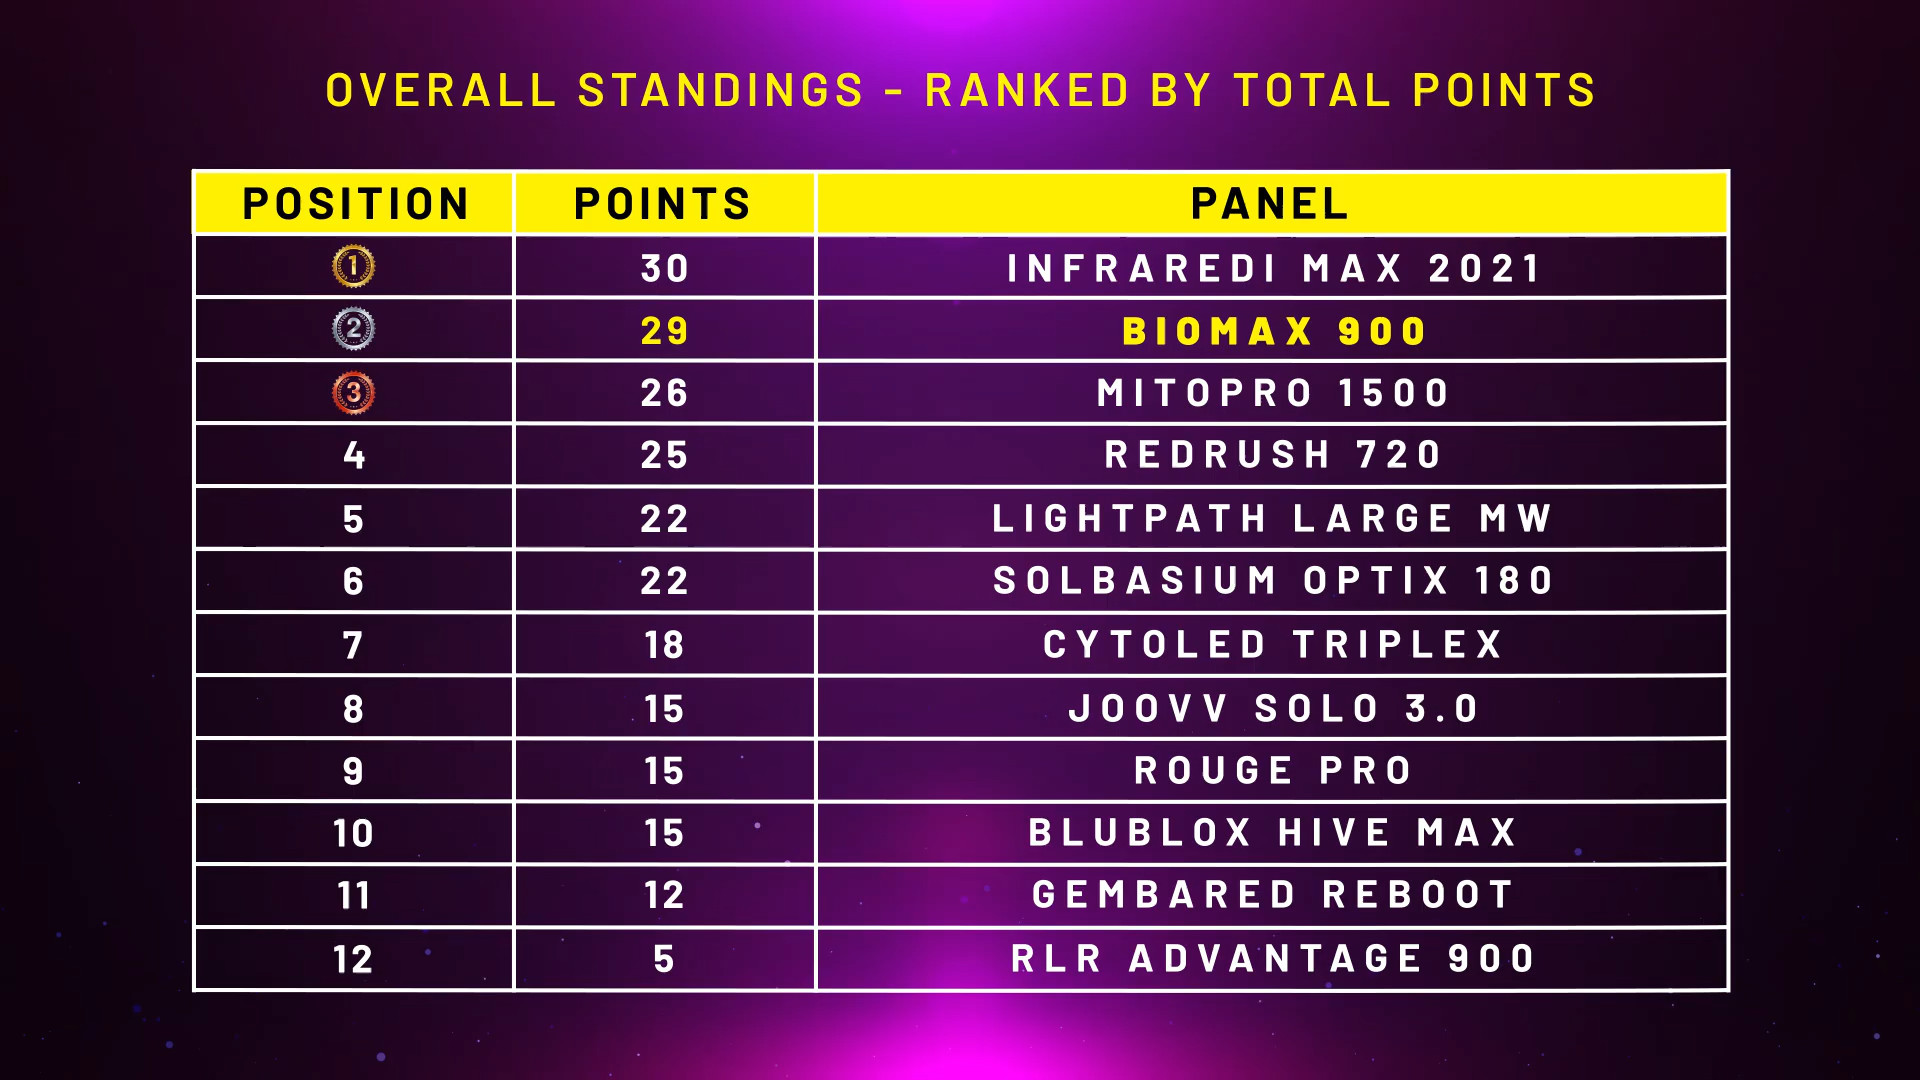 OVERALL STANDINGS - RANKED BY TOTAL POINTS
POSITION POINTS PANEL
1 30 INFRAREDI MAX 2021
2 29 BIOMAX 900
3 26 MITOPRO 1500
4 25 REDRUSH 720
5 22 LIGHTPATH LARGE MW
6 22 SOLBASIUM OPTIX 180
7 18 CYTOLED TRIPLEX
8 15 JOOVV SOLO 3.0
9 15 ROUGE PRO
10 15 BLUBLOX HIVE MAX
11 12 GEMBARED REBOOT
12 5 RLR ADVANTAGE 900